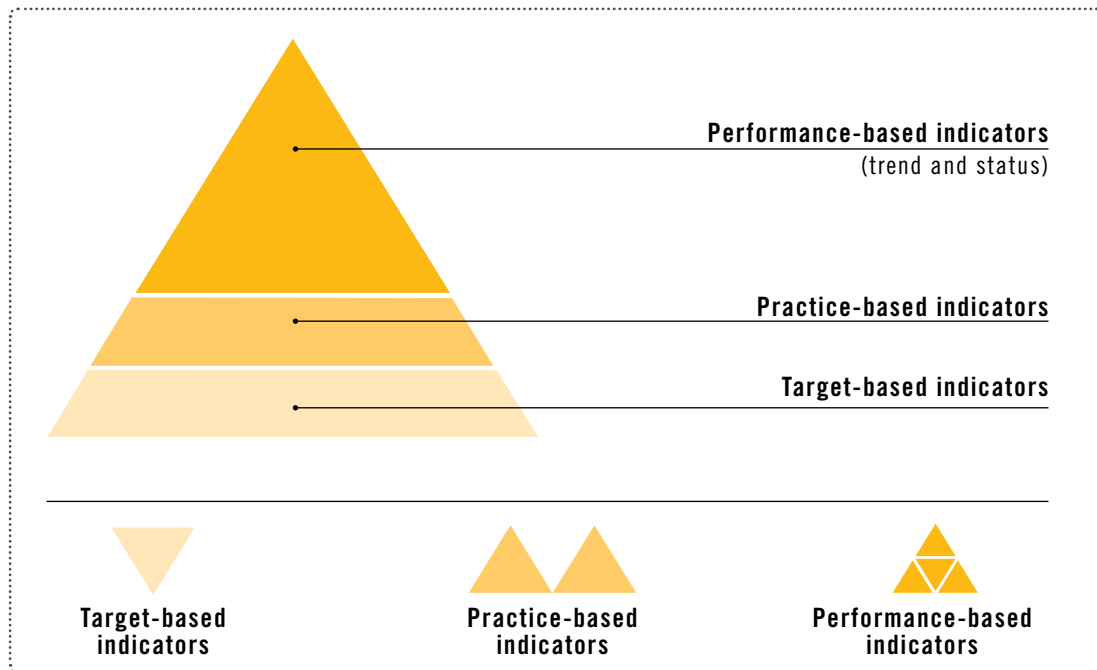 Performance-based indicators
(trend and status)
Practice-based indicators
Target-based indicators
Target-based
indicators
Practice-based
indicators
Performance-based
indicators